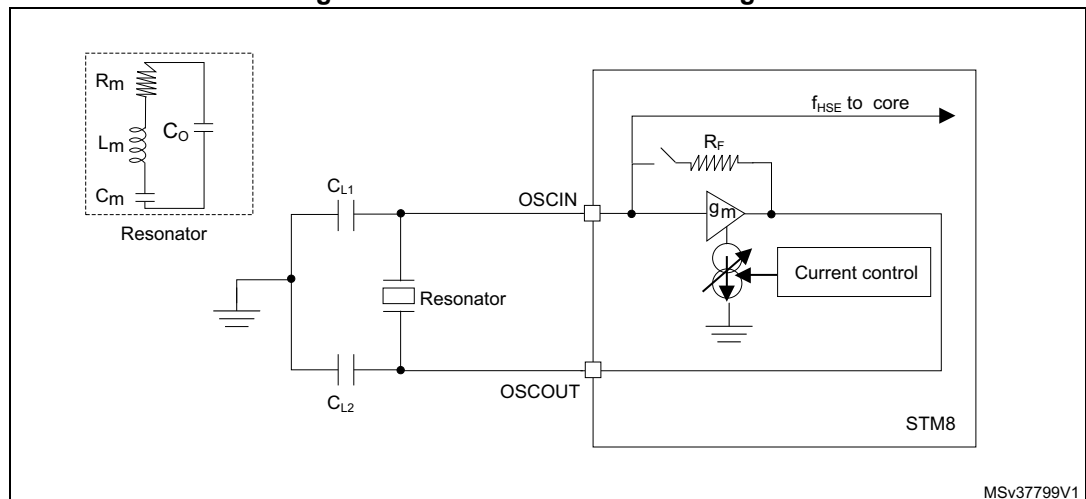 Rm
Lm
CO
Cm
Resonator
CL1
CL2
Resonator
OSCIN
OSCOUT
fHSE to core
RF
gm
Current control
STM8
MSv37799V1